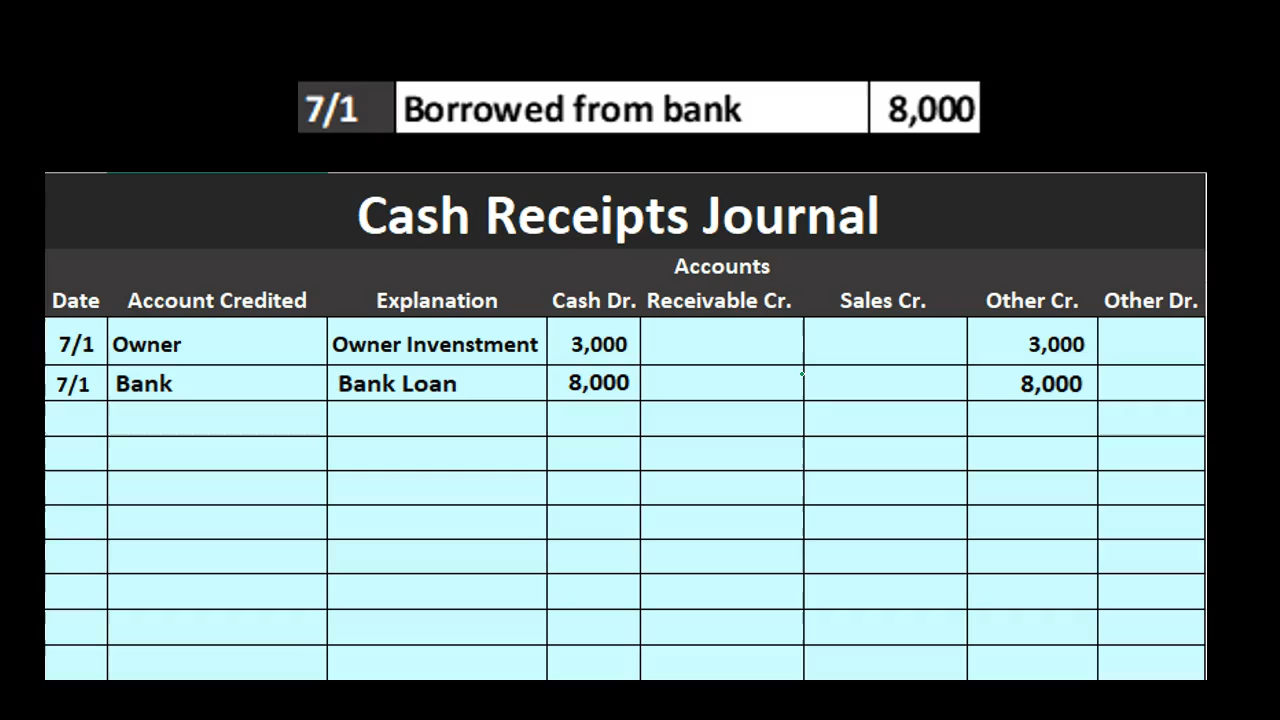 7/1 Borrowed from bank 8,000
Cash Receipts Journal
Accounts
Date Account Credited Explanation Cash Dr. Receivable Cr. Sales Cr. Other Cr. Other Dr.
7/1 Owner Owner Invenstment 3,000 3,000
7/1 Bank Bank Loan 8,000 8,000